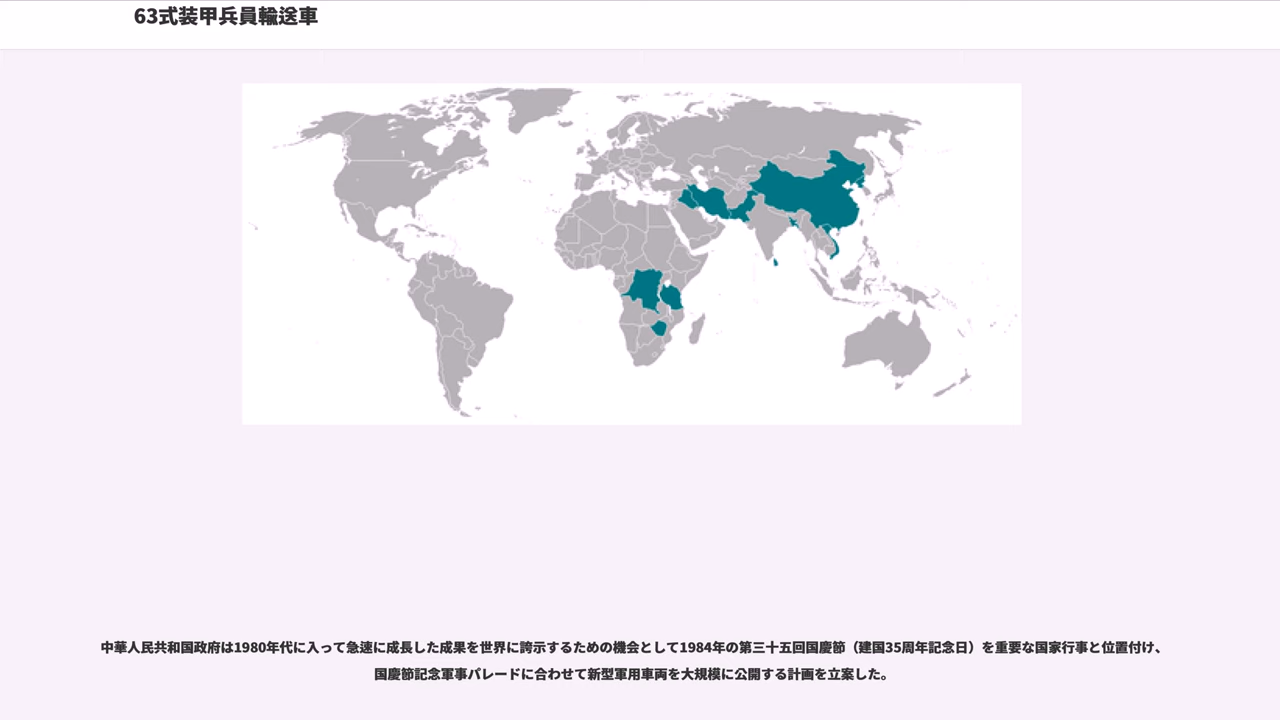 63式装甲兵員輸送車
中華人民共和国政府は1980年代に入って急速に成長した成果を世界に誇示するための機会として1984年の第三十五回国慶節（建国35周年記念日）を重要な国家行事と位置付け、
国慶節記念軍事パレードに合わせて新型軍用車両を大規模に公開する計画を立案した。